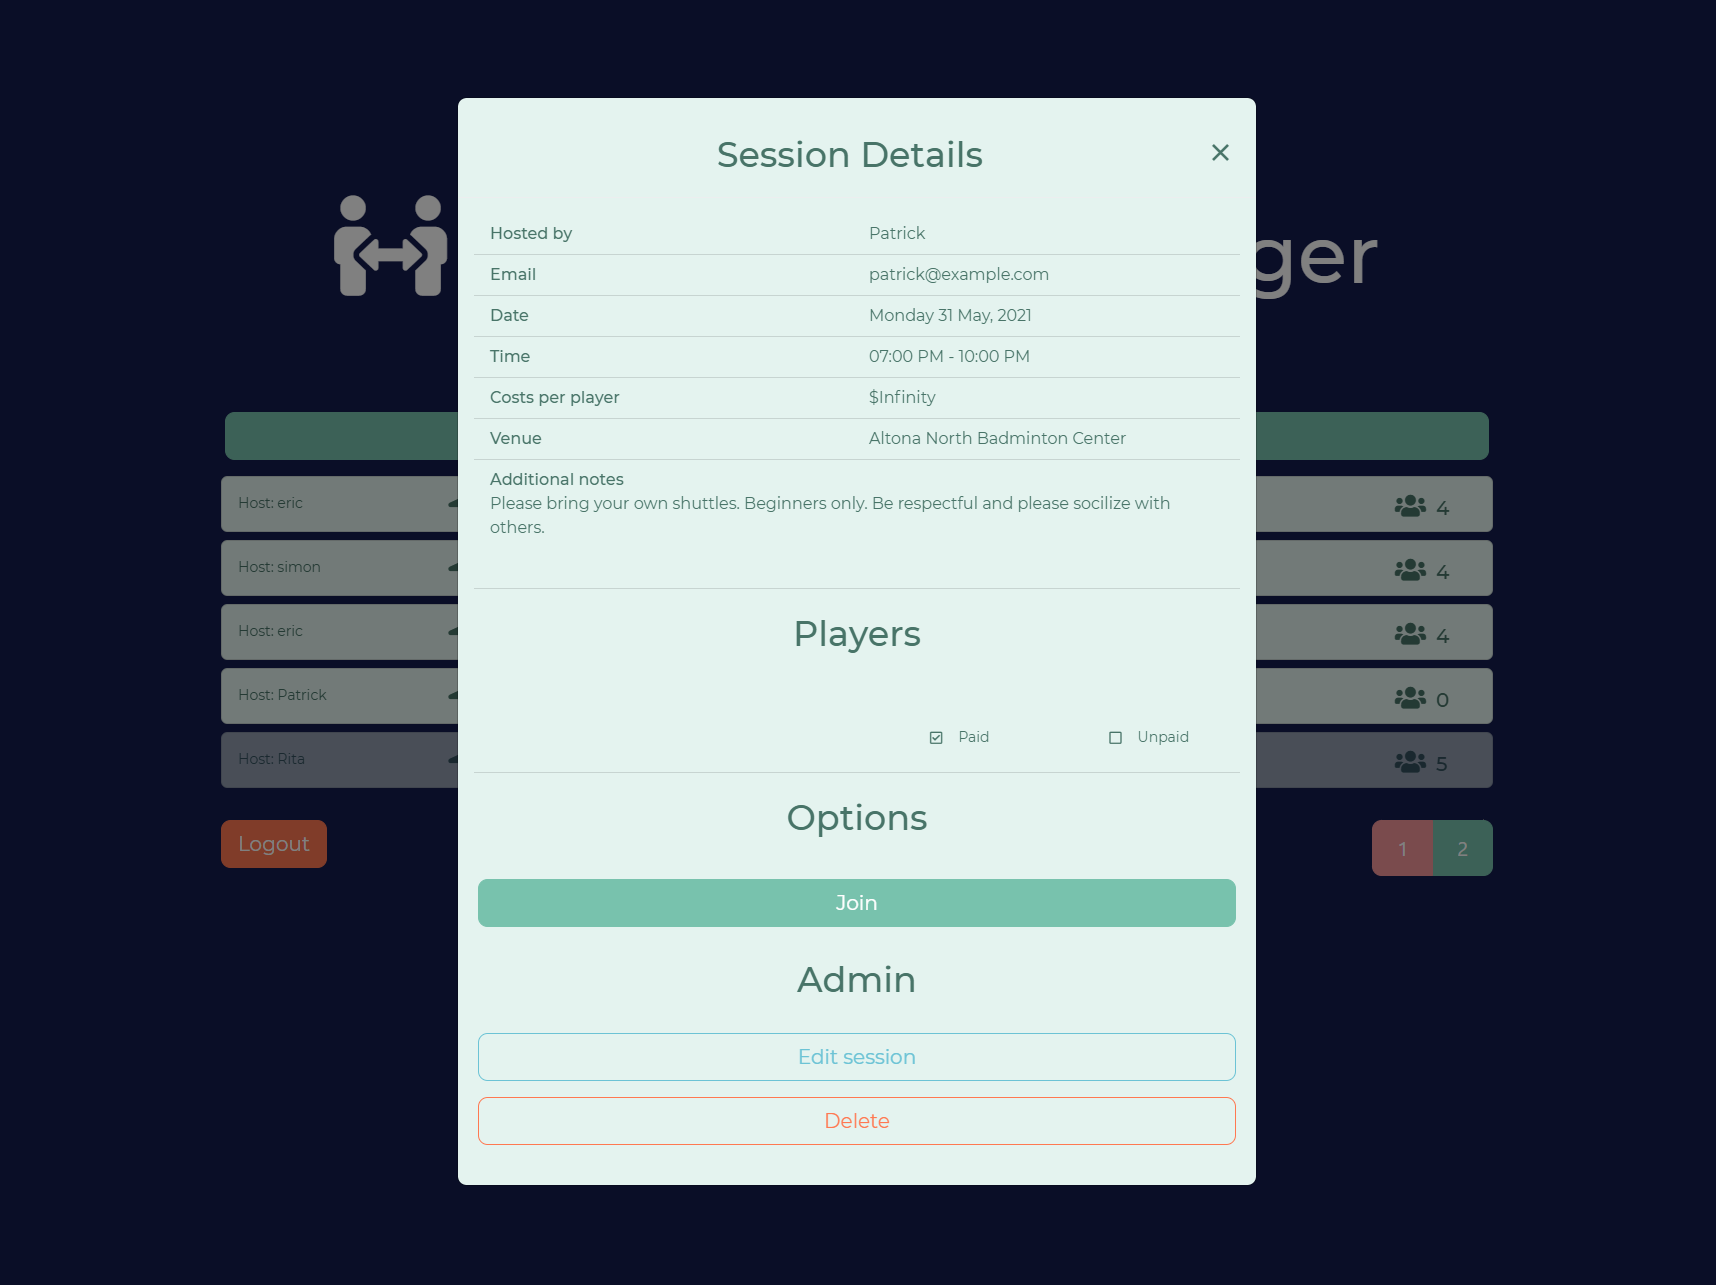 Session Details
ger
Hosted by Patrick
Email patrick@example.com
Date Monday 31 May, 2021
Time 07:00 PM - 10:00 PM
Costs per player $Infinity
Venue Altona North Badminton Center
Additional notes
Please bring your own shuttles. Beginners only. Be respectful and please socilize with
others.
Players
Paid Unpaid
Options
Join
Admin
Edit session
Delete
Host: eric 4
Host: simon 4
Host: eric 4
Host: Patrick 0
Host: Rita 5
Logout 1 2